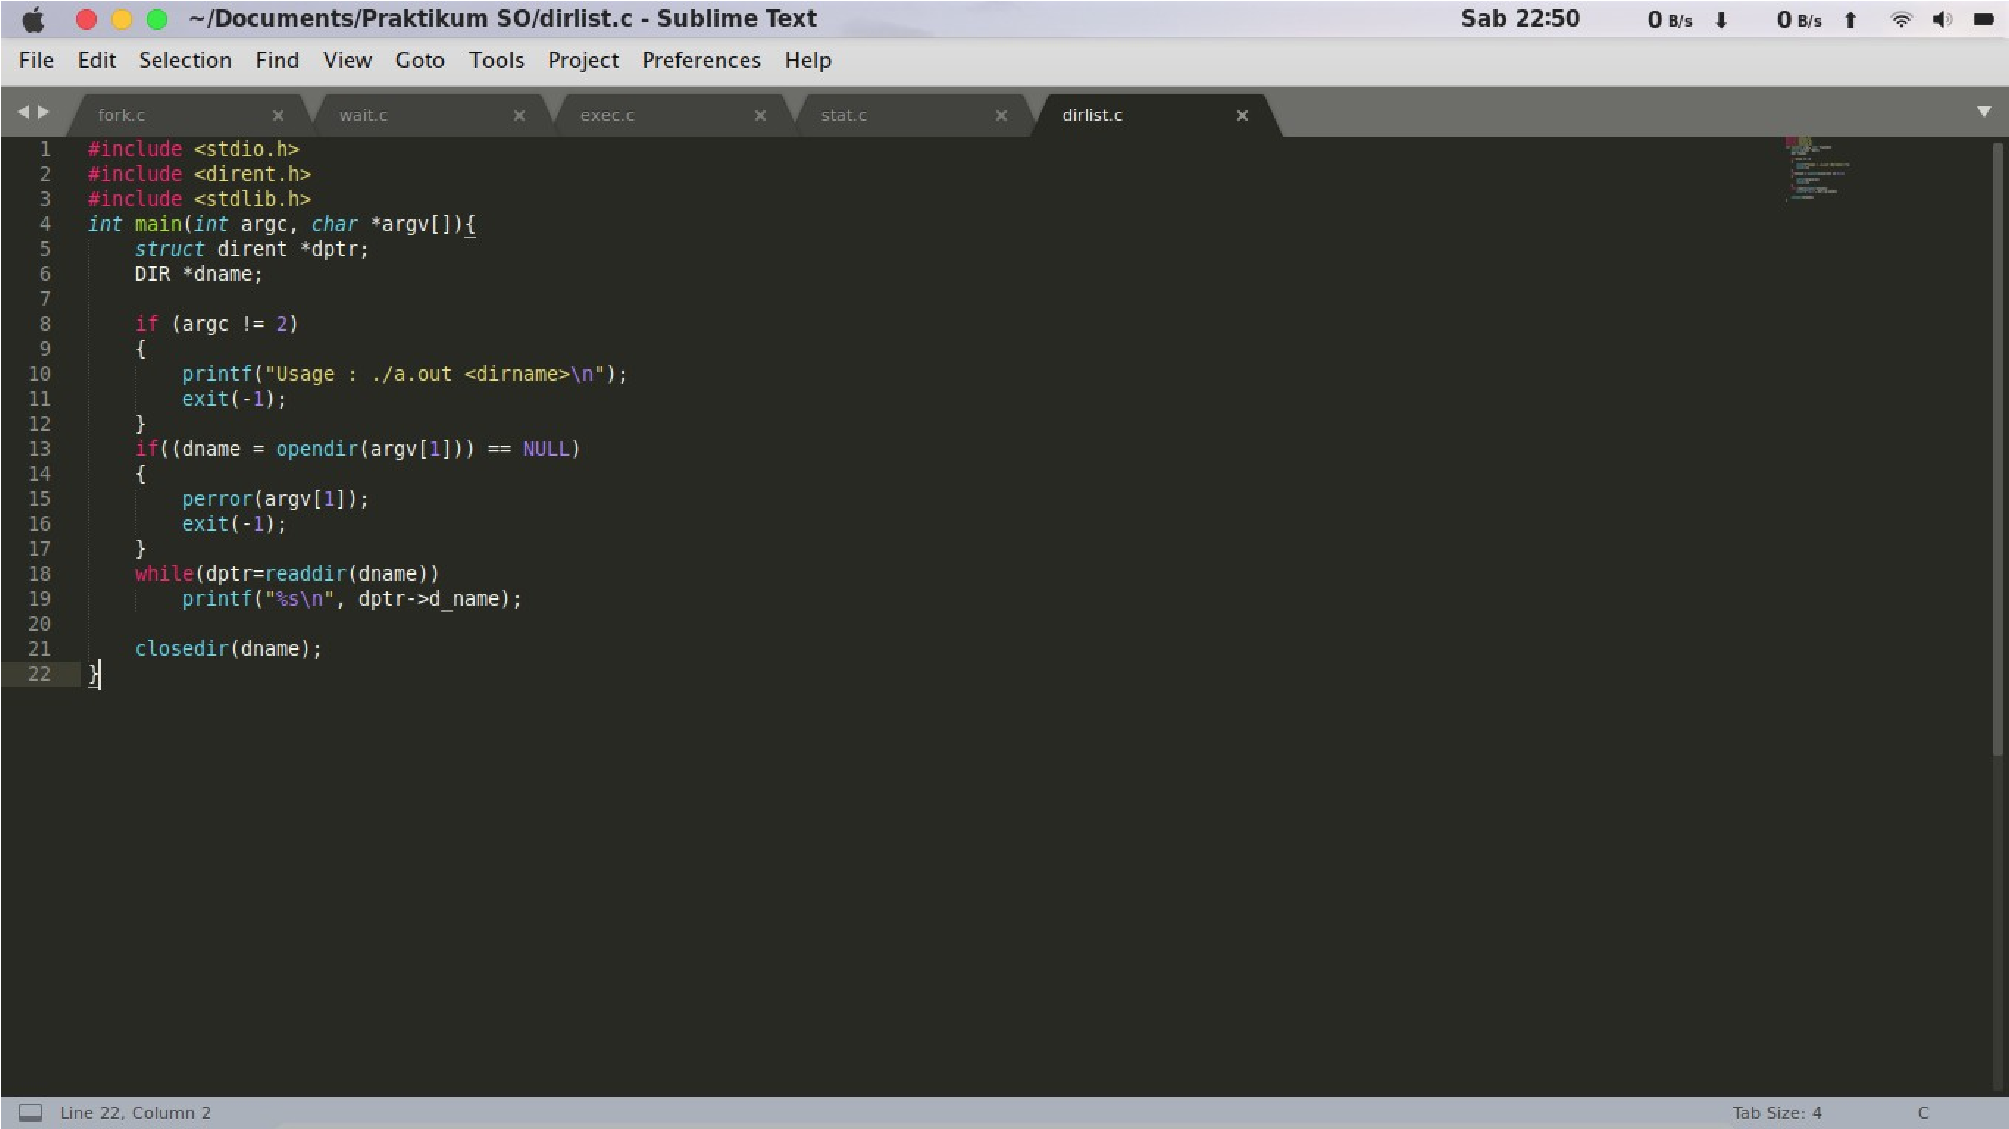 ~/Documents/Praktikum SO/dirlist.c - Sublime Text Sab 22:50 0 B/s 0 B/s
File Edit Selection Find View Goto Tools Project Preferences Help
fork.c wait.c exec.c stat.c dirlist.c
1 #include <stdio.h>
2 #include <dirent.h>
3 #include <stdlib.h>
4 int main(int argc, char *argv[]){
5     struct dirent *dptr;
6     DIR *dname;
7
8     if (argc != 2)
9     {
10         printf("Usage : ./a.out <dirname>\n");
11         exit(-1);
12     }
13     if((dname = opendir(argv[1])) == NULL)
14     {
15         perror(argv[1]);
16         exit(-1);
17     }
18     while(dptr=readdir(dname))
19         printf("%s\n", dptr->d_name);
20
21     closedir(dname);
22 }
Line 22, Column 2 Tab Size: 4 C